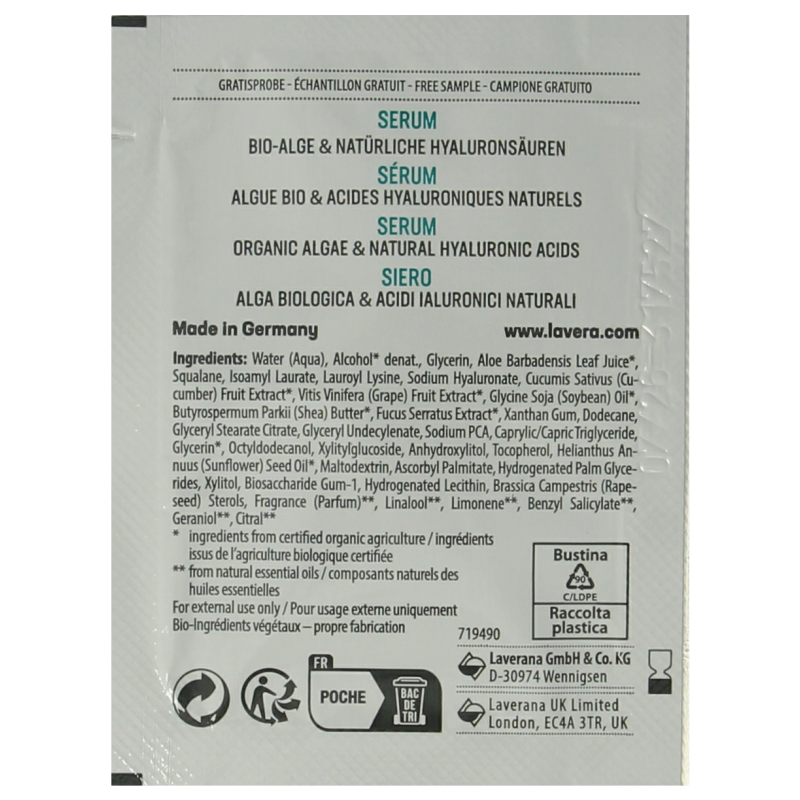 GRATISPROBE - ÉCHANTILLON GRATUIT - FREE SAMPLE - CAMPIONE GRATUITO
SERUM
BIO-ALGE & NATÜRLICHE HYALURONSÄUREN
SÉRUM
ALGUE BIO & ACIDES HYALURONIQUES NATURELS
SERUM
ORGANIC ALGAE & NATURAL HYALURONIC ACIDS
SIERO
ALGA BIOLOGICA & ACIDI IALURONICI NATURALI
Made in Germany www.lavera.com
Ingredients: Water (Aqua), Alcohol* denat., Glycerin, Aloe Barbadensis Leaf Juice*,
Squalane, Isoamyl Laurate, Lauroyl Lysine, Sodium Hyaluronate, Cucumis Sativus (Cu-
cumber) Fruit Extract*, Vitis Vinifera (Grape) Fruit Extract*, Glycine Soja (Soybean) Oil*,
Butyrospermum Parkii (Shea) Butter*, Fucus Serratus Extract*, Xanthan Gum, Dodecane,
Glyceryl Stearate Citrate, Glyceryl Undecylenate, Sodium PCA, Caprylic/Capric Triglyceride,
Glycerin*, Octyldodecanol, Xylitylglucoside, Anhydroxylitol, Tocopherol, Helianthus An-
nuus (Sunflower) Seed Oil*, Maltodextrin, Ascorbyl Palmitate, Hydrogenated Palm Glyce-
rides, Xylitol, Biosaccharide Gum-1, Hydrogenated Lecithin, Brassica Campestris (Rape-
seed) Sterols, Fragrance (Parfum)**, Linalool**, Limonene**, Benzyl Salicylate**,
Geraniol**, Citral**
* ingredients from certified organic agriculture / ingrédients
issus de l'agriculture biologique certifiée
** from natural essential oils / composants naturels des
huiles essentielles
For external use only / Pour usage externe uniquement
Bio-Ingrédients végétaux – propre fabrication
719490
Bustina
90
C/LDPE
Raccolta
plastica
FR
POCHE
BAC
DE
TRI
Laverana GmbH & Co. KG
D-30974 Wennigsen
Laverana UK Limited
London, EC4A 3TR, UK